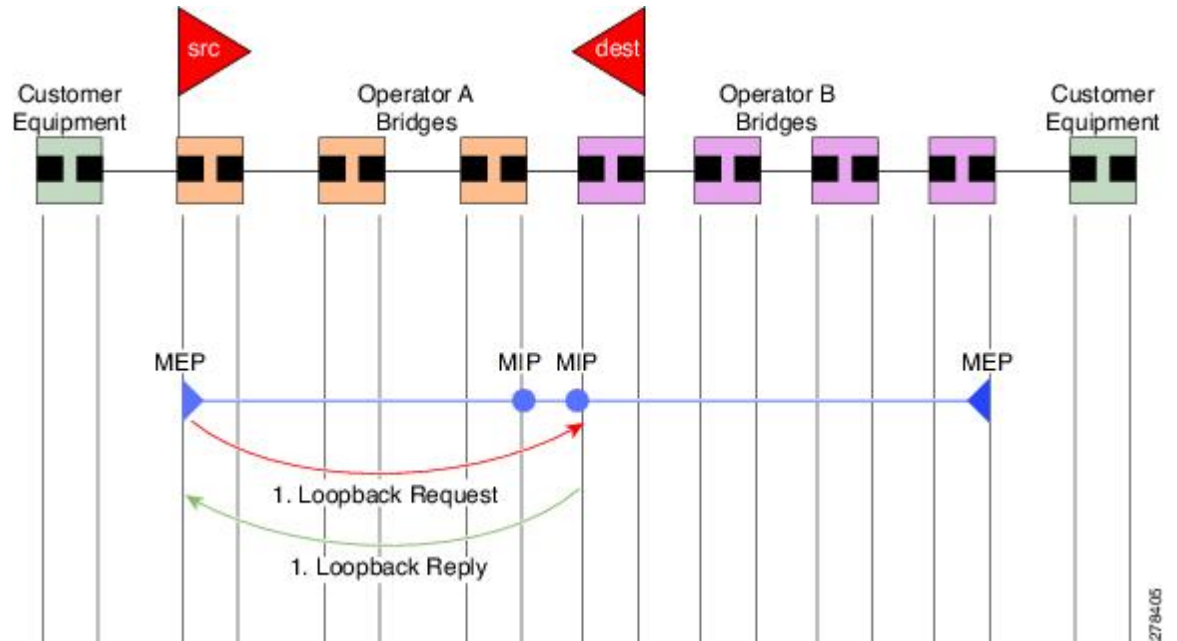 src
dest
Customer
Equipment
Operator A
Bridges
Operator B
Bridges
Customer
Equipment
MEP
MIP
MIP
MEP
1. Loopback Request
1. Loopback Reply
278405